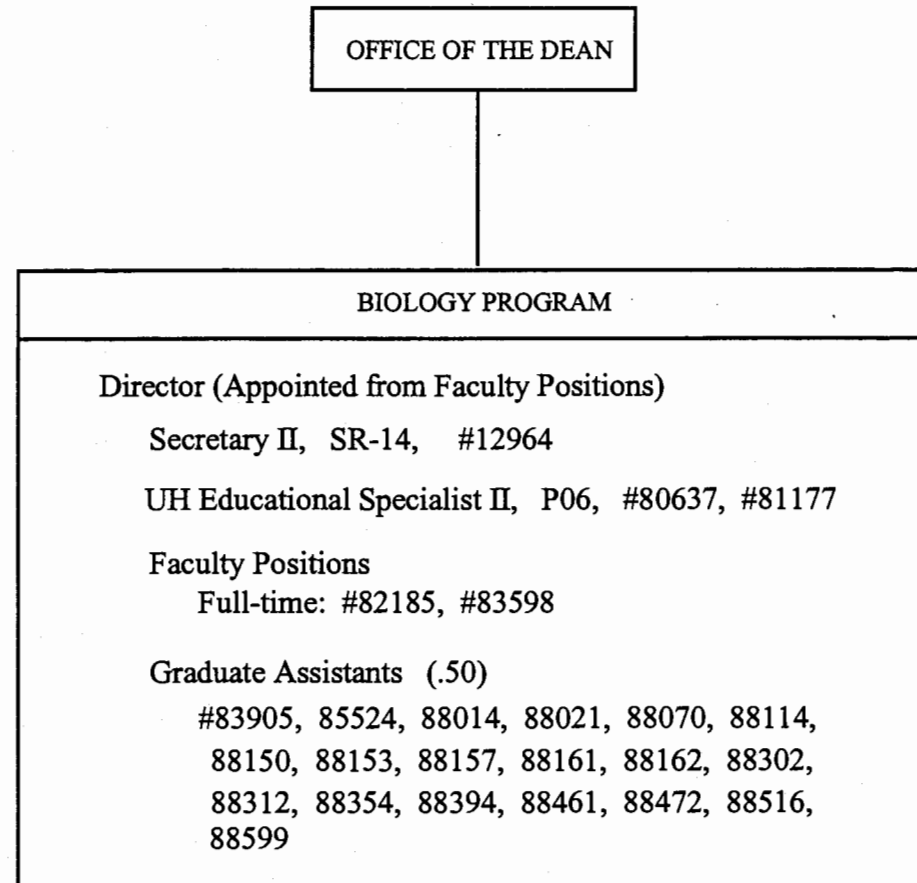 OFFICE OF THE DEAN
BIOLOGY PROGRAM
Director (Appointed from Faculty Positions)
Secretary II, SR-14, #12964
UH Educational Specialist II, P06, #80637, #81177
Faculty Positions
Full-time: #82185, #83598
Graduate Assistants (.50)
#83905, 85524, 88014, 88021, 88070, 88114,
88150, 88153, 88157, 88161, 88162, 88302,
88312, 88354, 88394, 88461, 88472, 88516,
88599